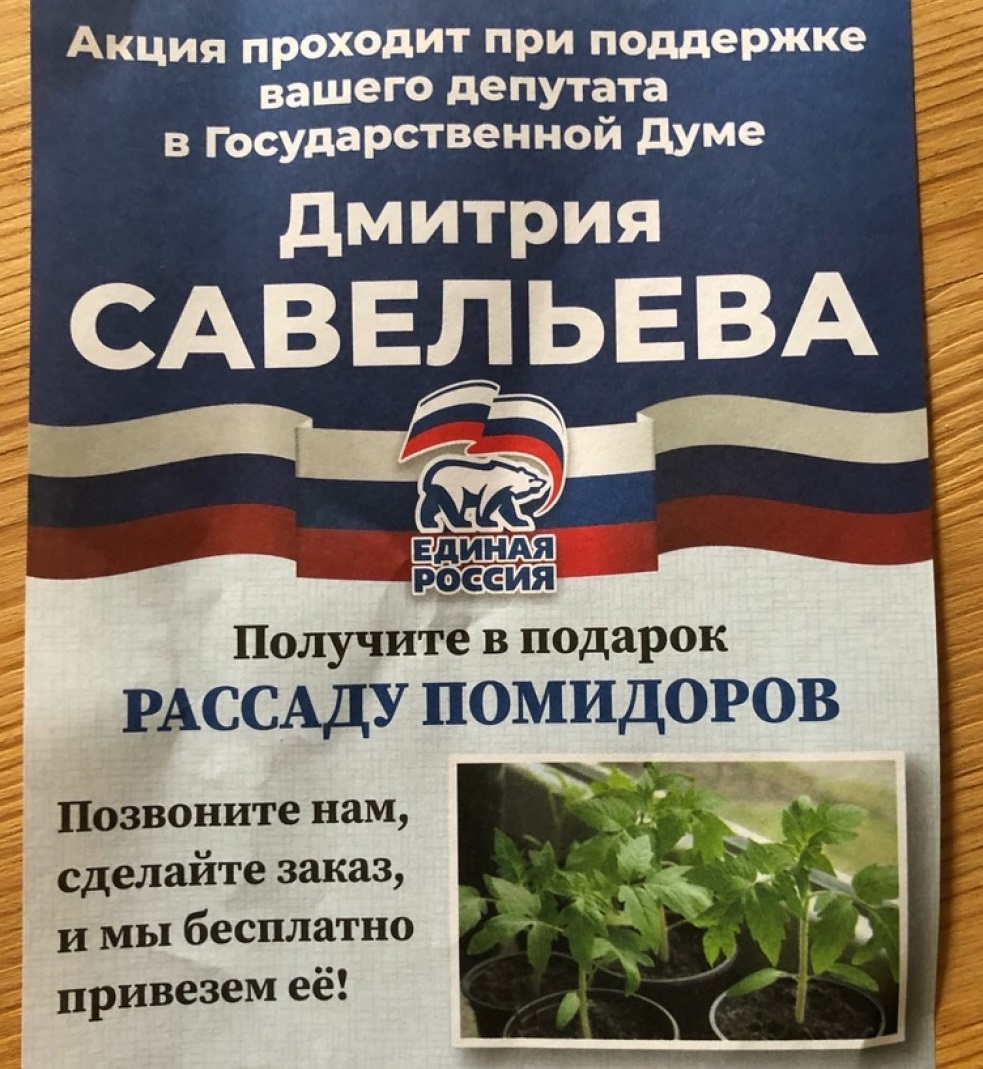 Акция проходит при поддержке
вашего депутата
в Государственной Думе
Дмитрия
САВЕЛЬЕВА
ЕДИНАЯ
РОССИЯ
Получите в подарок
РАССАДУ ПОМИДОРОВ
Позвоните нам,
сделайте заказ,
и мы бесплатно
привезем её!